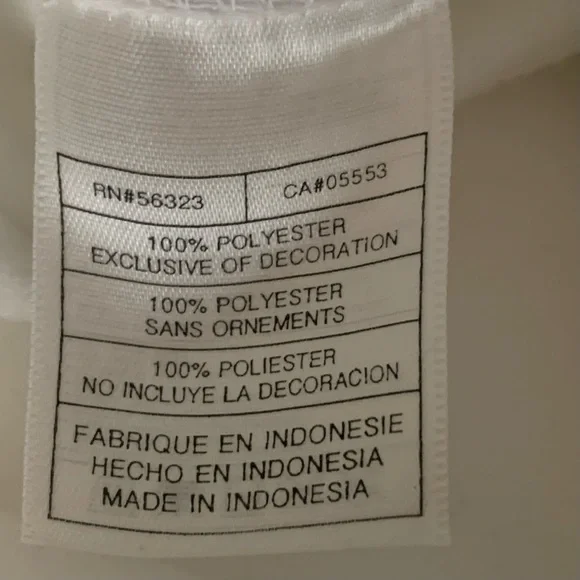 RN#56323
CA#05553
100% POLYESTER
EXCLUSIVE OF DECORATION
100% POLYESTER
SANS ORNEMENTS
100% POLIESTER
NO INCLUYE LA DECORACION
FABRIQUE EN INDONESIE
HECHO EN INDONESIA
MADE IN INDONESIA